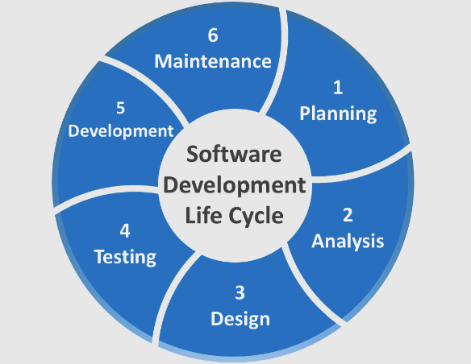 Software
Development
Life Cycle
1
Planning
2
Analysis
3
Design
4
Testing
5
Development
6
Maintenance